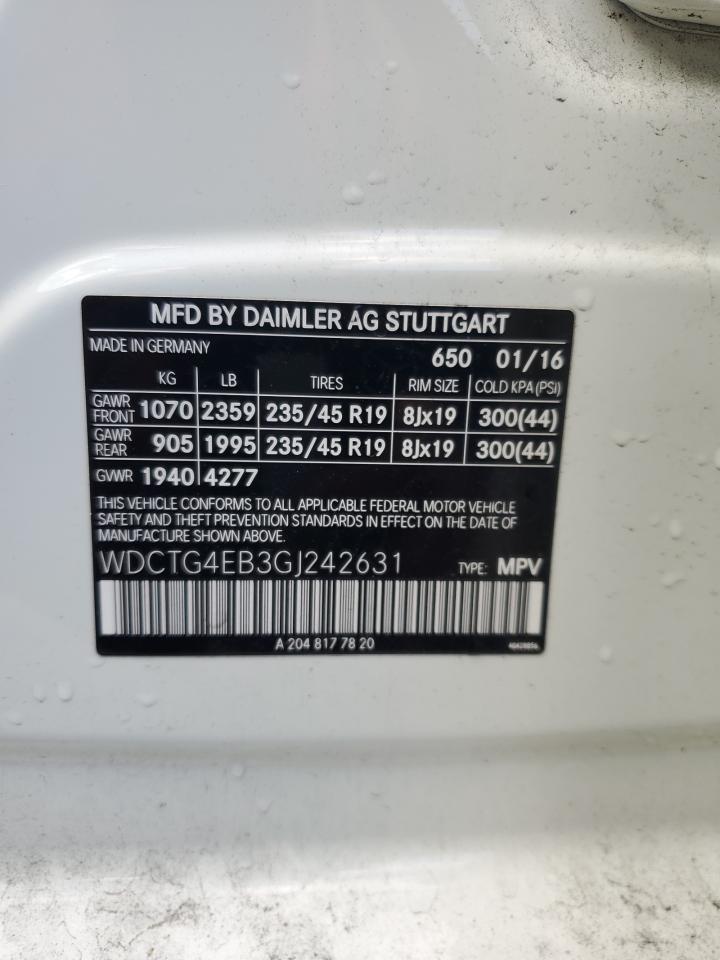 MFD BY DAIMLER AG STUTTGART
MADE IN GERMANY 650 01/16
KG LB TIRES RIM SIZE COLD KPA (PSI)
GAWR FRONT 1070 2359 235/45 R19 8Jx19 300(44)
GAWR REAR 905 1995 235/45 R19 8Jx19 300(44)
GVWR 1940 4277
THIS VEHICLE CONFORMS TO ALL APPLICABLE FEDERAL MOTOR VEHICLE
SAFETY AND THEFT PREVENTION STANDARDS IN EFFECT ON THE DATE OF
MANUFACTURE SHOWN ABOVE.
WDCTG4EB3GJ242631 TYPE: MPV
A 204 817 78 20